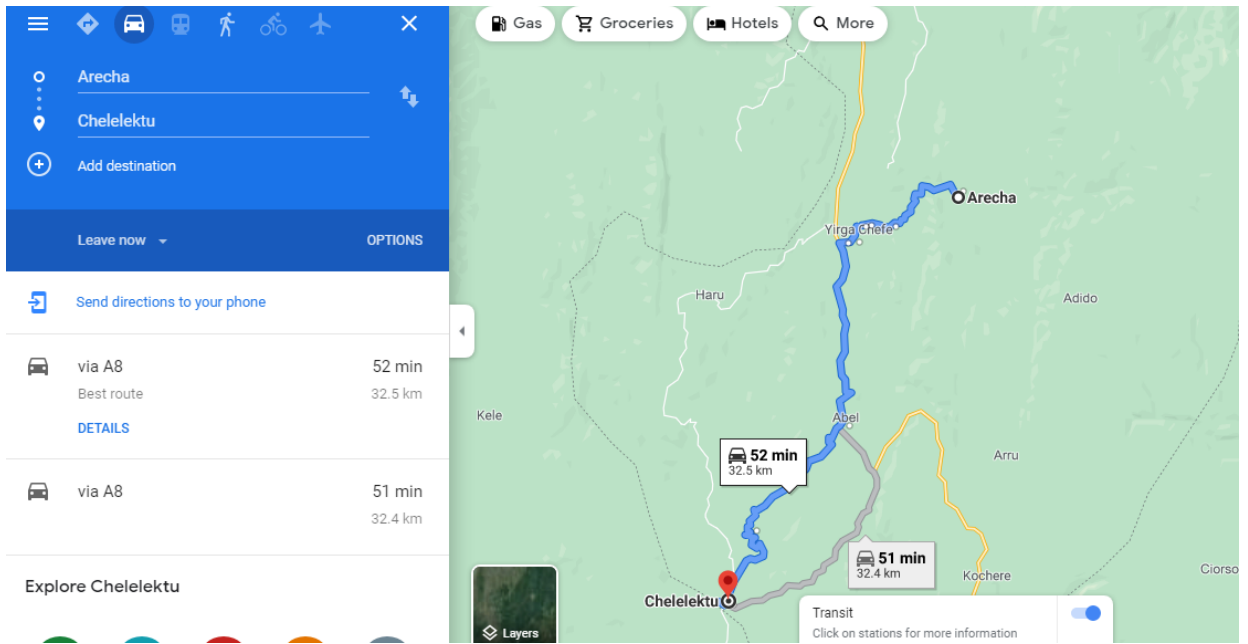 Arecha
Chelelektu
Add destination
Leave now
OPTIONS
Send directions to your phone
via A8
52 min
Best route
32.5 km
DETAILS
via A8
51 min
32.4 km
Explore Chelelektu
Gas
Groceries
Hotels
More
Arecha
Yirga Chefe
Haru
Adido
Kele
Abel
52 min
32.5 km
Arru
51 min
32.4 km
Kochere
Ciorso
Chelelektu
Layers
Transit
Click on stations for more information